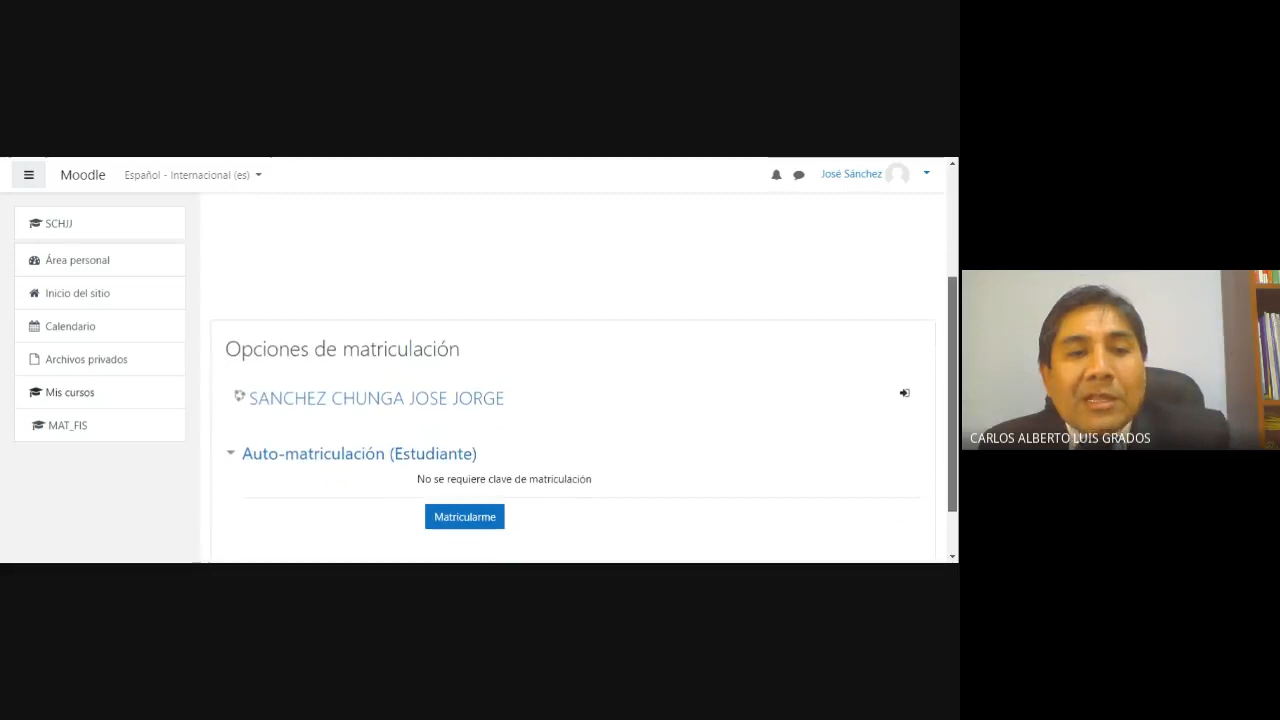 Moodle Español - Internacional (es) José Sánchez
SCHJJ
Área personal
Inicio del sitio
Calendario
Archivos privados
Mis cursos
MAT_FIS
Opciones de matriculación
SANCHEZ CHUNGA JOSE JORGE
Auto-matriculación (Estudiante)
No se requiere clave de matriculación
Matricularme
CARLOS ALBERTO LUIS GRADOS